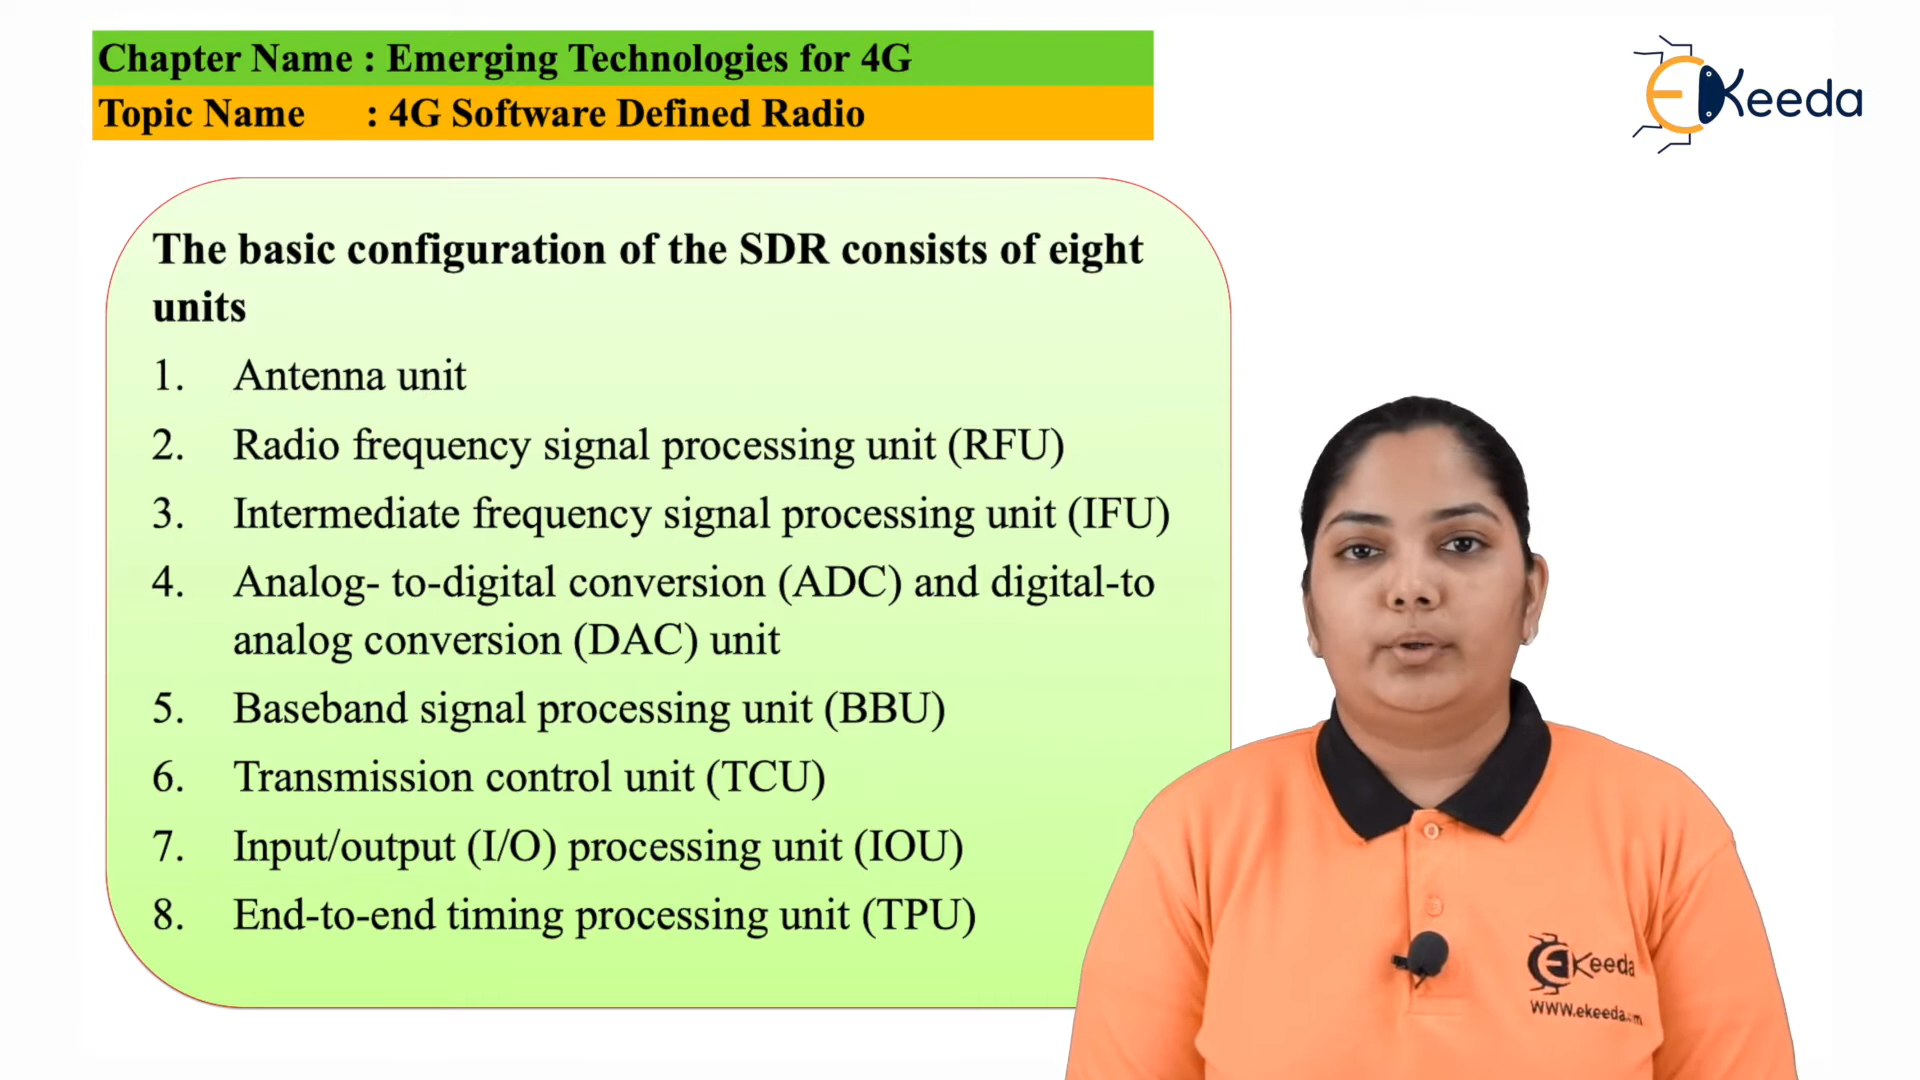 Chapter Name : Emerging Technologies for 4G
Topic Name : 4G Software Defined Radio
EKeeda
The basic configuration of the SDR consists of eight
units
1. Antenna unit
2. Radio frequency signal processing unit (RFU)
3. Intermediate frequency signal processing unit (IFU)
4. Analog- to-digital conversion (ADC) and digital-to
analog conversion (DAC) unit
5. Baseband signal processing unit (BBU)
6. Transmission control unit (TCU)
7. Input/output (I/O) processing unit (IOU)
8. End-to-end timing processing unit (TPU)
EKeeda